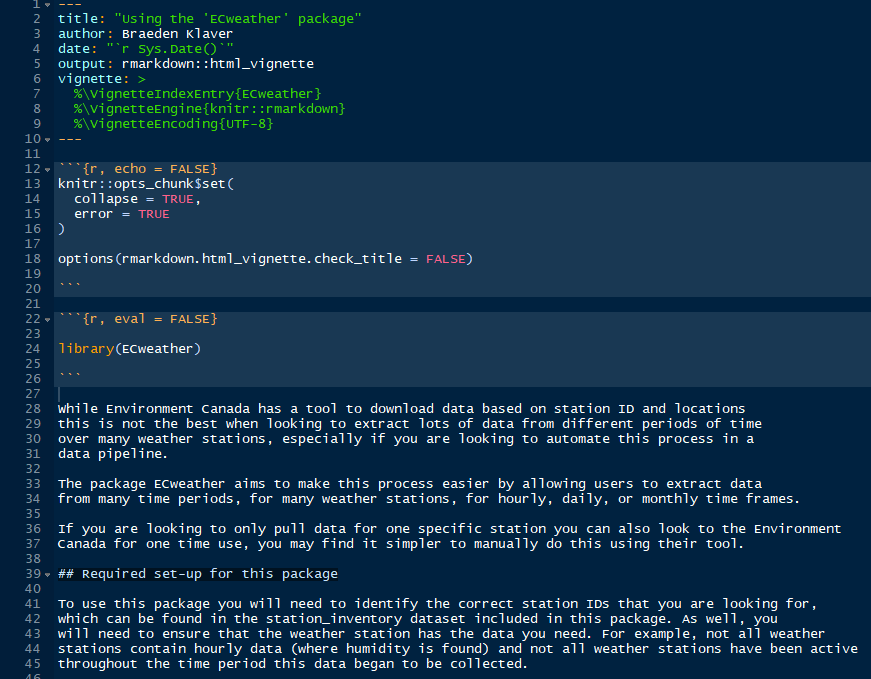 1 ---
2 title: "Using the 'ECweather' package"
3 author: Braeden Klaver
4 date: "`r Sys.Date()`"
5 output: rmarkdown::html_vignette
6 vignette: >
7   %\VignetteIndexEntry{ECweather}
8   %\VignetteEngine{knitr::rmarkdown}
9   %\VignetteEncoding{UTF-8}
10 ---
11
12 ```{r, echo = FALSE}
13 knitr::opts_chunk$set(
14   collapse = TRUE,
15   error = TRUE
16 )
17
18 options(rmarkdown.html_vignette.check_title = FALSE)
19
20 ```
21
22 ```{r, eval = FALSE}
23
24 library(ECweather)
25
26 ```
27
28 While Environment Canada has a tool to download data based on station ID and locations
29 this is not the best when looking to extract lots of data from different periods of time
30 over many weather stations, especially if you are looking to automate this process in a
31 data pipeline.
32
33 The package ECweather aims to make this process easier by allowing users to extract data
34 from many time periods, for many weather stations, for hourly, daily, or monthly time frames.
35
36 If you are looking to only pull data for one specific station you can also look to the Environment
37 Canada for one time use, you may find it simpler to manually do this using their tool.
38
39 ## Required set-up for this package
40
41 To use this package you will need to identify the correct station IDs that you are looking for,
42 which can be found in the station_inventory dataset included in this package. As well, you
43 will need to ensure that the weather station has the data you need. For example, not all weather
44 stations contain hourly data (where humidity is found) and not all weather stations have been active
45 throughout the time period this data began to be collected.
46